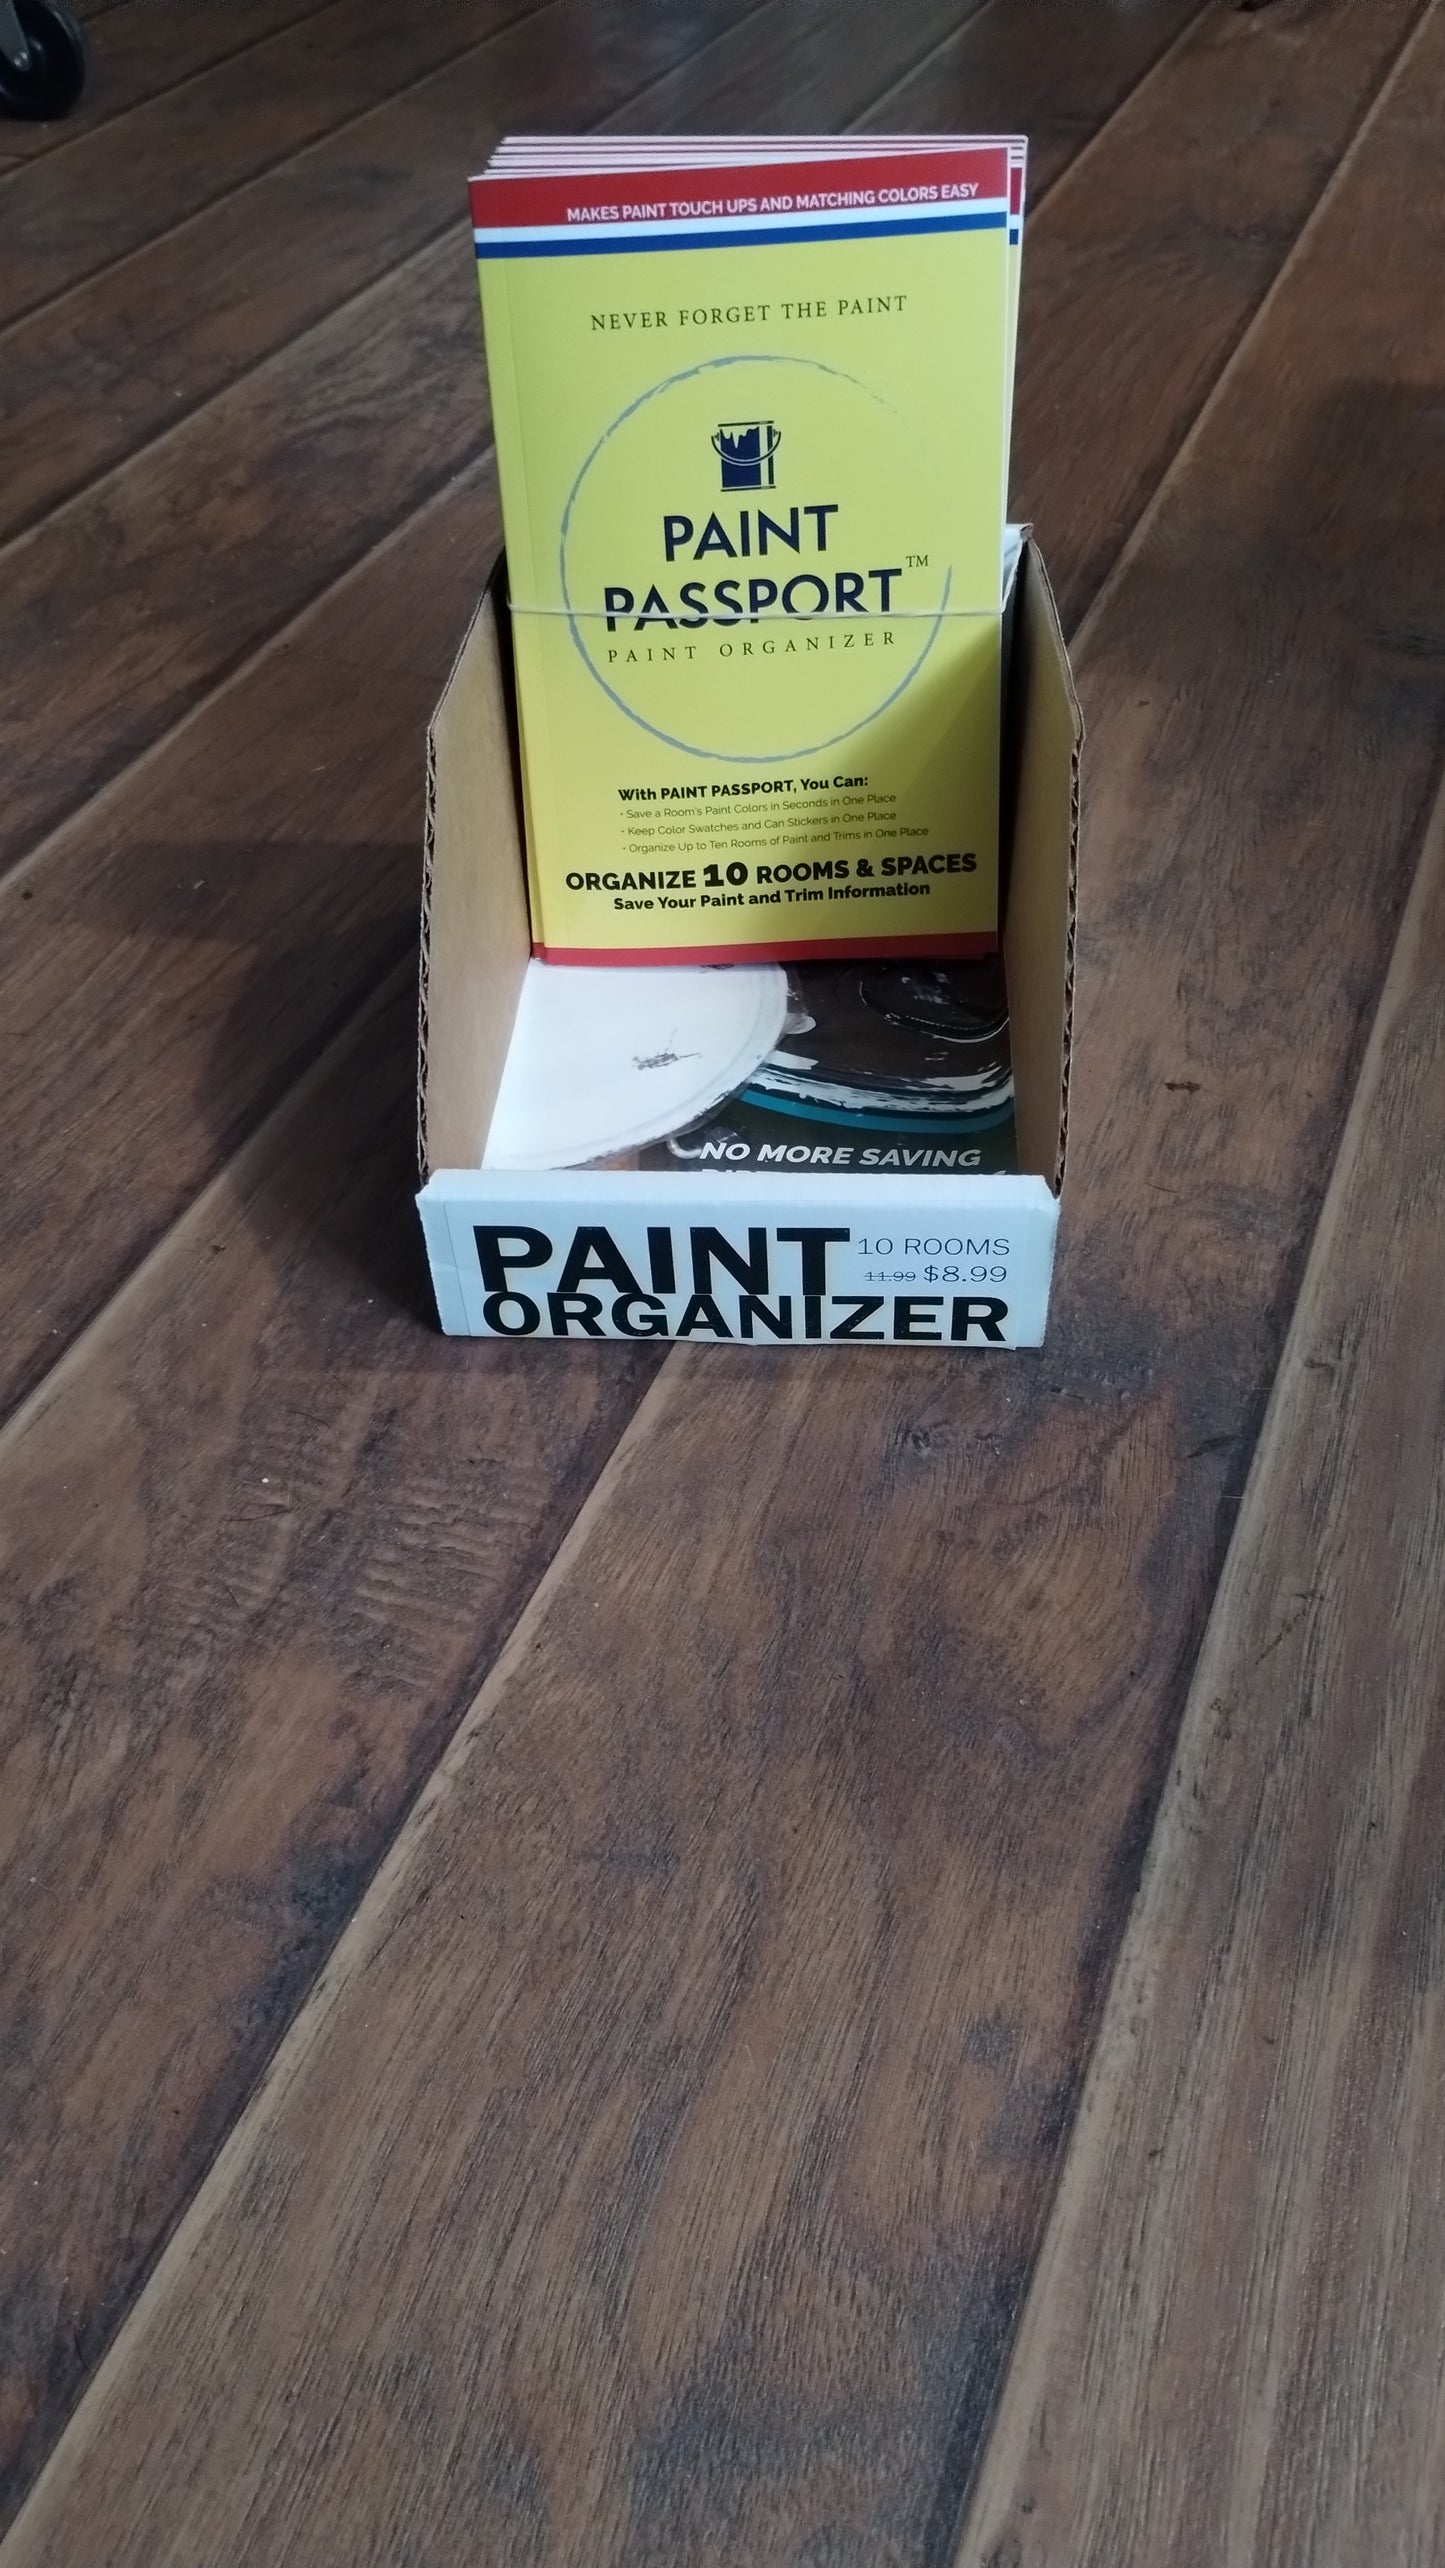 MAKES PAINT TOUCH UPS AND MATCHING COLORS EASY
NEVER FORGET THE PAINT
PAINT
PASSPORT™
PAINT ORGANIZER
With PAINT PASSPORT, You Can:
• Save a Room's Paint Colors in Seconds in One Place
• Keep Color Swatches and Can Stickers in One Place
• Organize Up to Ten Rooms of Paint and Trims in One Place
ORGANIZE 10 ROOMS & SPACES
Save Your Paint and Trim Information
NO MORE SAVING
PAINT 10 ROOMS
11.99 $8.99
ORGANIZER